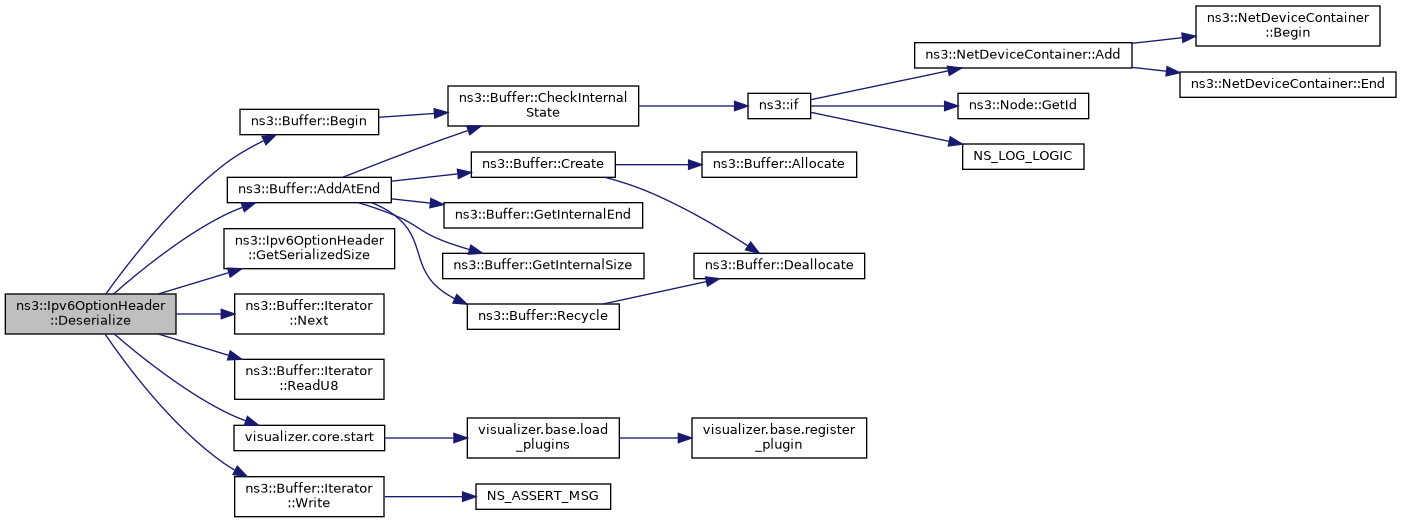 ns3::NetDeviceContainer
::Begin
ns3::NetDeviceContainer::Add
ns3::NetDeviceContainer::End
ns3::Buffer::CheckInternal
State
ns3::if
ns3::Node::GetId
ns3::Buffer::Begin
NS_LOG_LOGIC
ns3::Buffer::Create
ns3::Buffer::Allocate
ns3::Buffer::AddAtEnd
ns3::Buffer::GetInternalEnd
ns3::Ipv6OptionHeader
::GetSerializedSize
ns3::Buffer::GetInternalSize
ns3::Buffer::Deallocate
ns3::Ipv6OptionHeader
::Deserialize
ns3::Buffer::Iterator
::Next
ns3::Buffer::Recycle
ns3::Buffer::Iterator
::ReadU8
visualizer.core.start
visualizer.base.load
_plugins
visualizer.base.register
_plugin
ns3::Buffer::Iterator
::Write
NS_ASSERT_MSG